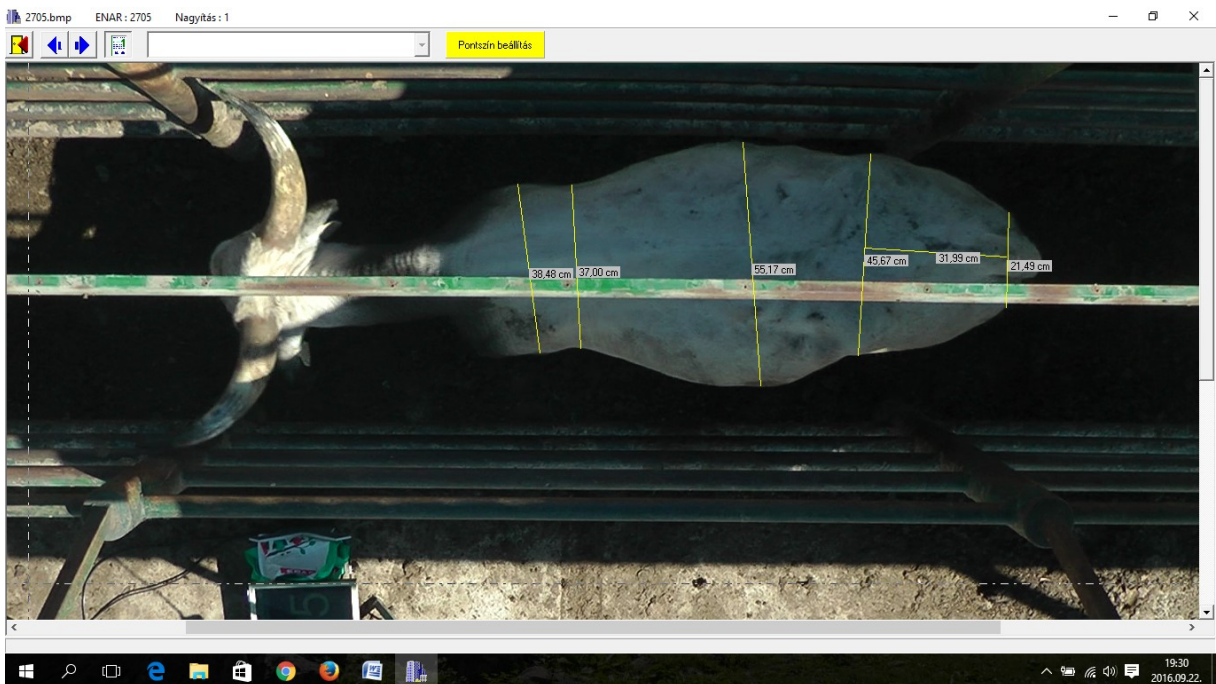 2705.bmp ENAR : 2705 Nagyítás : 1
Pontszín beállítás
38,48 cm
37,00 cm
55,17 cm
45,67 cm
31,99 cm
21,49 cm
19:30
2016.09.22.